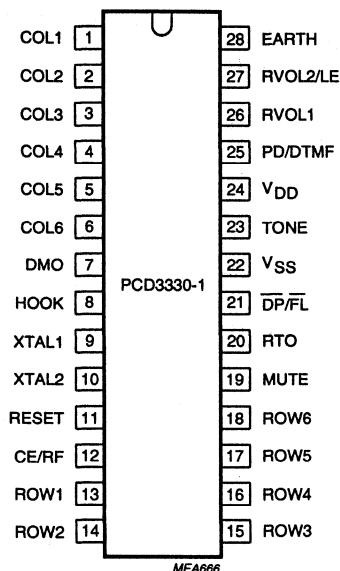 COL1 1 28 EARTH
COL2 2 27 RVOL2/LE
COL3 3 26 RVOL1
COL4 4 25 PD/DTMF
COL5 5 24 VDD
COL6 6 23 TONE
DMO 7 22 VSS
PCD3330-1
HOOK 8 21 D̅P̅/F̅L̅
XTAL1 9 20 RTO
XTAL2 10 19 MUTE
RESET 11 18 ROW6
CE/RF 12 17 ROW5
ROW1 13 16 ROW4
ROW2 14 15 ROW3
MEA666